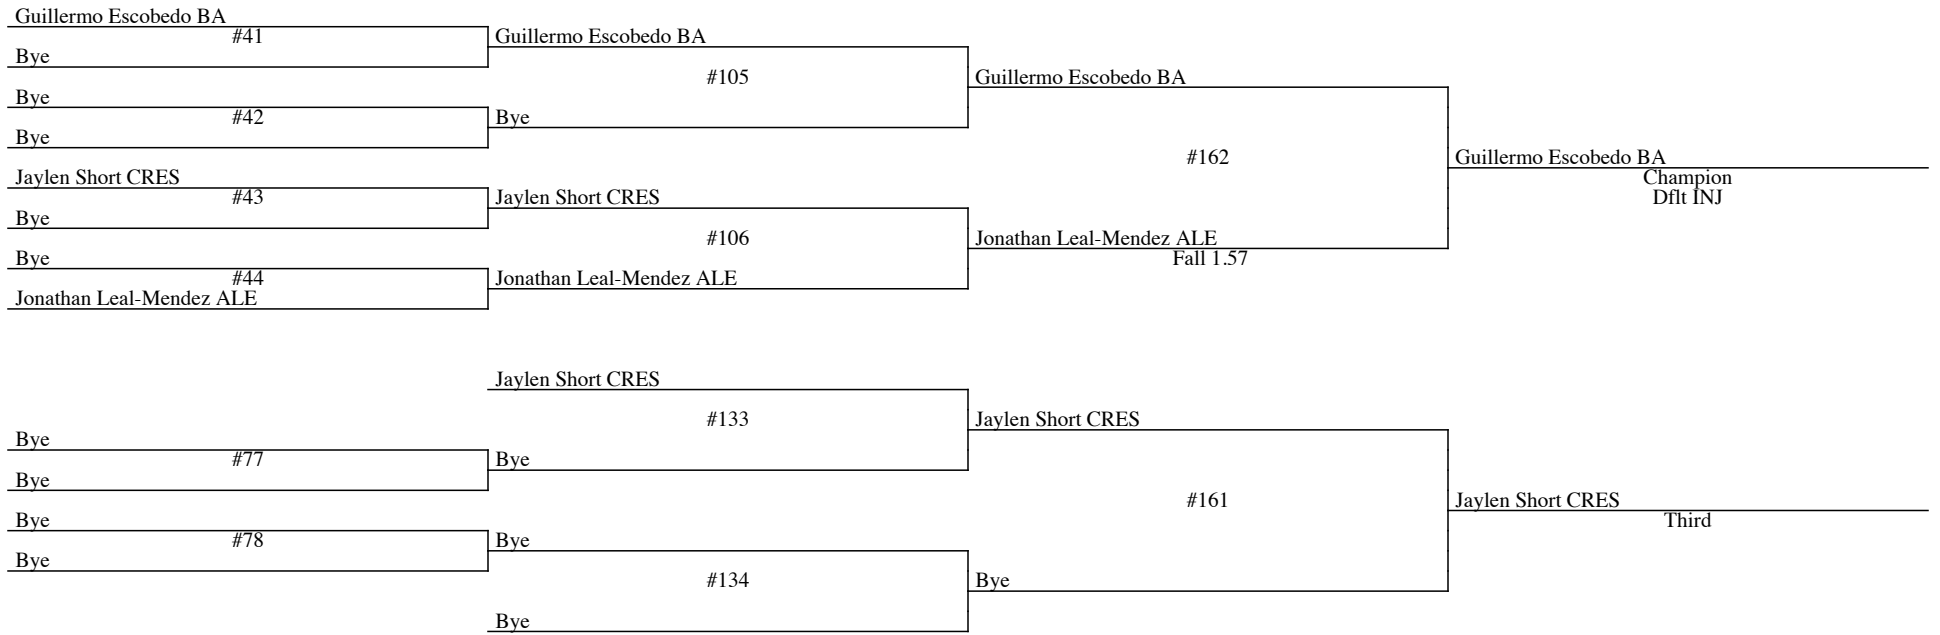 Guillermo Escobedo BA
#41
Guillermo Escobedo BA
Bye
#105
Guillermo Escobedo BA
Bye
#42
Bye
Bye
#162
Guillermo Escobedo BA
Champion
Dflt INJ
Jaylen Short CRES
#43
Jaylen Short CRES
Bye
#106
Jonathan Leal-Mendez ALE
Fall 1.57
Bye
#44
Jonathan Leal-Mendez ALE
Jonathan Leal-Mendez ALE
Jaylen Short CRES
#133
Jaylen Short CRES
Bye
#77
Bye
Bye
#161
Jaylen Short CRES
Third
Bye
#78
Bye
Bye
#134
Bye
Bye